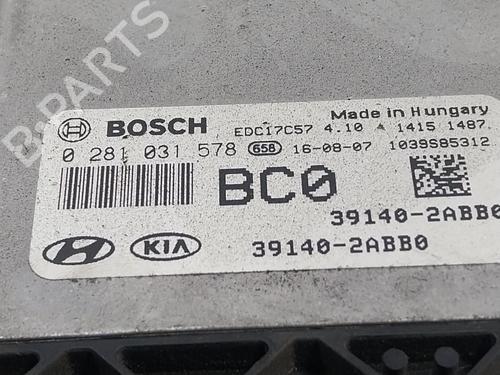 Made in Hungary
BOSCH EDC17C57 4.10 1415 1487.
0 281 031 578 658 16-08-07 1039S85312
BC0
39140-2ABB0
KIA 39140-2ABB0
B-PARTS